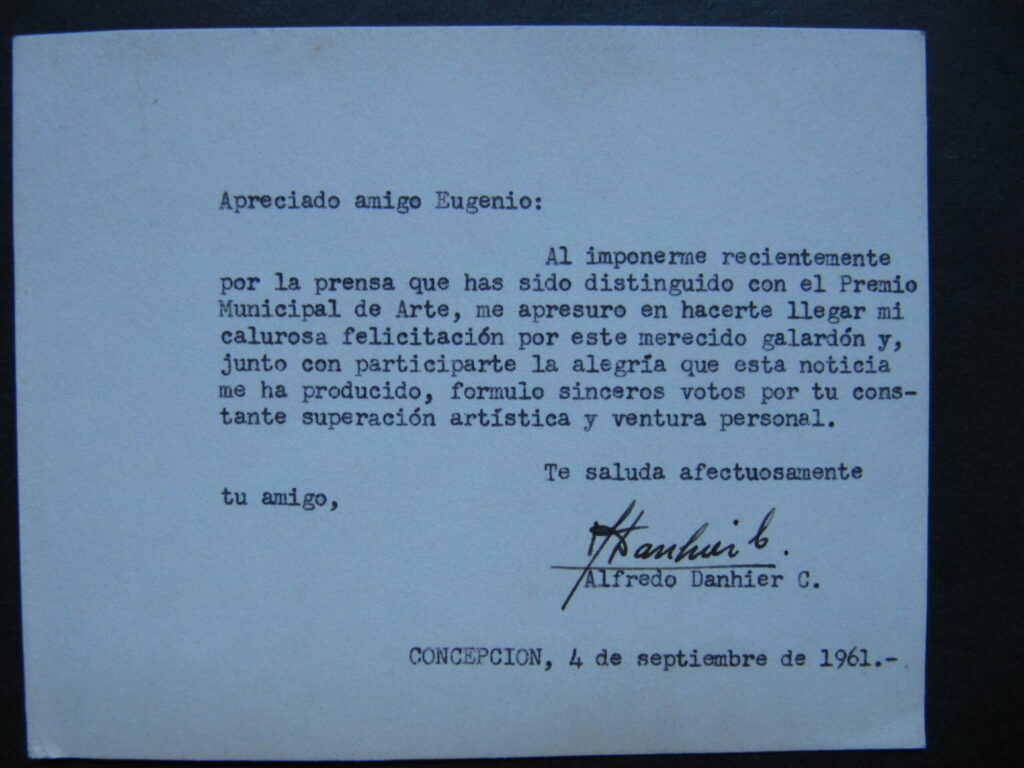 Apreciado amigo Eugenio:
Al imponerme recientemente
por la prensa que has sido distinguido con el Premio
Municipal de Arte, me apresuro en hacerte llegar mi
calurosa felicitación por este merecido galardón y,
junto con participarte la alegría que esta noticia
me ha producido, formulo sinceros votos por tu cons-
tante superación artística y ventura personal.
Te saluda afectuosamente
tu amigo,
ADanhier C.
Alfredo Danhier C.
CONCEPCION, 4 de septiembre de 1961.-